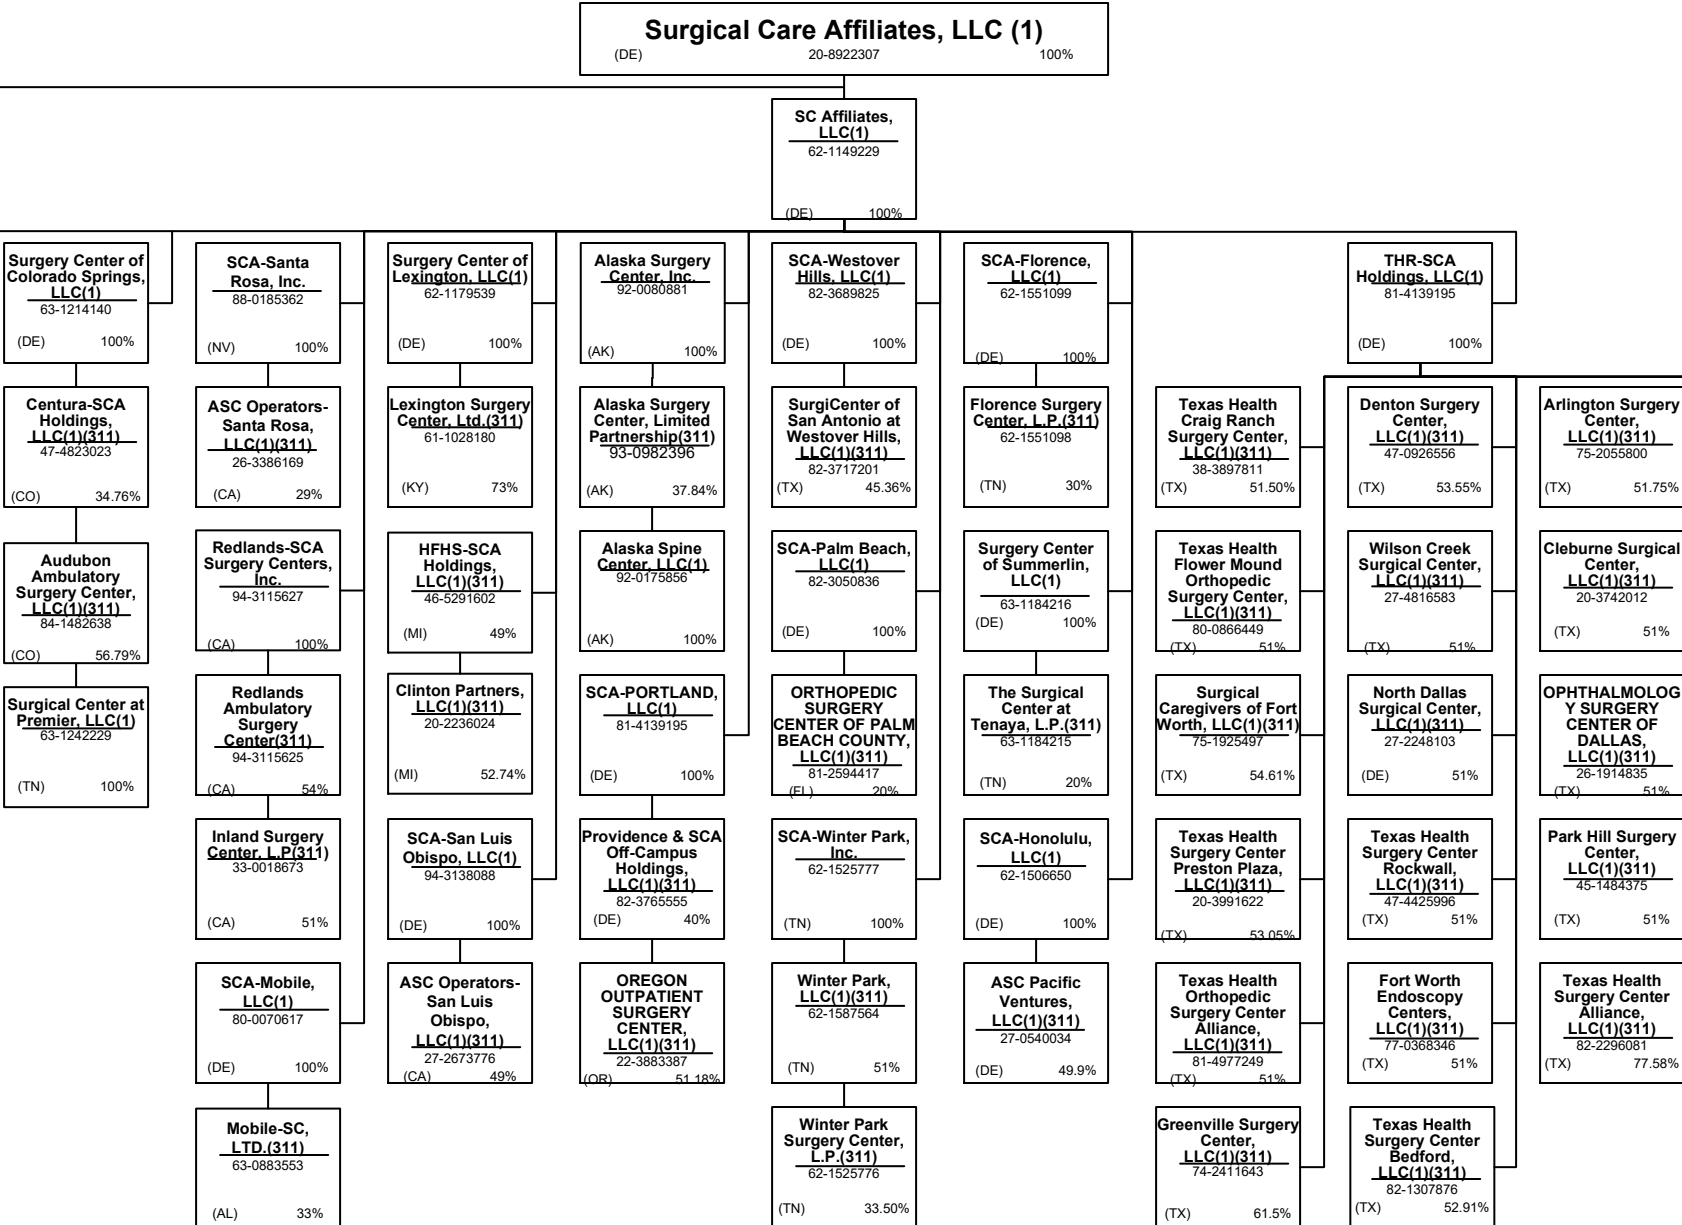 Surgical Care Affiliates, LLC (1)
(DE) 20-8922307 100%
SC Affiliates,
LLC(1)
62-1149229
(DE) 100%
Surgery Center of
Colorado Springs,
LLC(1)
63-1214140
(DE) 100%
SCA-Santa
Rosa, Inc.
88-0185362
(NV) 100%
Surgery Center of
Lexington, LLC(1)
62-1179539
(DE) 100%
Alaska Surgery
Center, Inc.
92-0080881
(AK) 100%
SCA-Westover
Hills, LLC(1)
82-3689825
(DE) 100%
SCA-Florence,
LLC(1)
62-1551099
(DE) 100%
THR-SCA
Holdings, LLC(1)
81-4139195
(DE) 100%
Centura-SCA
Holdings,
LLC(1)(311)
47-4823023
(CO) 34.76%
ASC Operators-
Santa Rosa,
LLC(1)(311)
26-3386169
(CA) 29%
Lexington Surgery
Center, Ltd.(311)
61-1028180
(KY) 73%
Alaska Surgery
Center, Limited
Partnership(311)
93-0982396
(AK) 37.84%
SurgiCenter of
San Antonio at
Westover Hills,
LLC(1)(311)
82-3717201
(TX) 45.36%
Florence Surgery
Center, L.P.(311)
62-1551098
(TN) 30%
Texas Health
Craig Ranch
Surgery Center,
LLC(1)(311)
38-3897811
(TX) 51.50%
Denton Surgery
Center,
LLC(1)(311)
47-0926556
(TX) 53.55%
Arlington Surgery
Center,
LLC(1)(311)
75-2055800
(TX) 51.75%
Audubon
Ambulatory
Surgery Center,
LLC(1)(311)
84-1482638
(CO) 56.79%
Redlands-SCA
Surgery Centers,
Inc.
94-3115627
(CA) 100%
HFHS-SCA
Holdings,
LLC(1)(311)
46-5291602
(MI) 49%
Alaska Spine
Center, LLC(1)
92-0175856
(AK) 100%
SCA-Palm Beach,
LLC(1)
82-3050836
(DE) 100%
Surgery Center
of Summerlin,
LLC(1)
63-1184216
(DE) 100%
Texas Health
Flower Mound
Orthopedic
Surgery Center,
LLC(1)(311)
80-0866449
(TX) 51%
Wilson Creek
Surgical Center,
LLC(1)(311)
27-4816583
(TX) 51%
Cleburne Surgical
Center,
LLC(1)(311)
20-3742012
(TX) 51%
Surgical Center at
Premier, LLC(1)
63-1242229
(TN) 100%
Redlands
Ambulatory
Surgery
Center(311)
94-3115625
(CA) 54%
Clinton Partners,
LLC(1)(311)
20-2236024
(MI) 52.74%
SCA-PORTLAND,
LLC(1)
81-4139195
(DE) 100%
ORTHOPEDIC
SURGERY
CENTER OF PALM
BEACH COUNTY,
LLC(1)(311)
81-2594417
(FL) 20%
The Surgical
Center at
Tenaya, L.P.(311)
63-1184215
(TN) 20%
Surgical
Caregivers of Fort
Worth, LLC(1)(311)
75-1925497
(TX) 54.61%
North Dallas
Surgical Center,
LLC(1)(311)
27-2248103
(DE) 51%
OPHTHALMOLOG
Y SURGERY
CENTER OF
DALLAS,
LLC(1)(311)
26-1914835
(TX) 51%
Inland Surgery
Center, L.P(311)
33-0018673
(CA) 51%
SCA-San Luis
Obispo, LLC(1)
94-3138088
(DE) 100%
Providence & SCA
Off-Campus
Holdings,
LLC(1)(311)
82-3765555
(DE) 40%
SCA-Winter Park,
Inc.
62-1525777
(TN) 100%
SCA-Honolulu,
LLC(1)
62-1506650
(DE) 100%
Texas Health
Surgery Center
Preston Plaza,
LLC(1)(311)
20-3991622
(TX) 53.05%
Texas Health
Surgery Center
Rockwall,
LLC(1)(311)
47-4425996
(TX) 51%
Park Hill Surgery
Center,
LLC(1)(311)
45-1484375
(TX) 51%
SCA-Mobile,
LLC(1)
80-0070617
(DE) 100%
ASC Operators-
San Luis
Obispo,
LLC(1)(311)
27-2673776
(CA) 49%
OREGON
OUTPATIENT
SURGERY
CENTER,
LLC(1)(311)
22-3883387
(OR) 51.18%
Winter Park,
LLC(1)(311)
62-1587564
(TN) 51%
ASC Pacific
Ventures,
LLC(1)(311)
27-0540034
(DE) 49.9%
Texas Health
Orthopedic
Surgery Center
Alliance,
LLC(1)(311)
81-4977249
(TX) 51%
Fort Worth
Endoscopy
Centers,
LLC(1)(311)
77-0368346
(TX) 51%
Texas Health
Surgery Center
Alliance,
LLC(1)(311)
82-2296081
(TX) 77.58%
Mobile-SC,
LTD.(311)
63-0883553
(AL) 33%
Winter Park
Surgery Center,
L.P.(311)
62-1525776
(TN) 33.50%
Greenville Surgery
Center,
LLC(1)(311)
74-2411643
(TX) 61.5%
Texas Health
Surgery Center
Bedford,
LLC(1)(311)
82-1307876
(TX) 52.91%